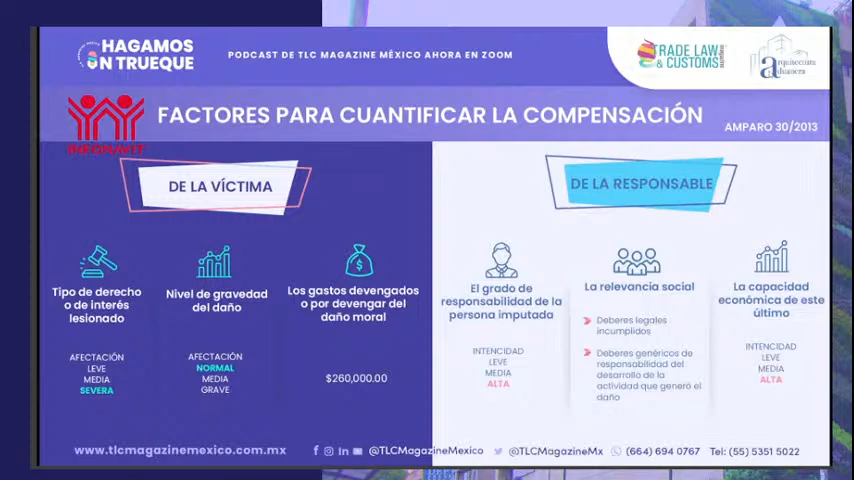 HAGAMOS
UN TRUEQUE
PODCAST DE TLC MAGAZINE MÉXICO AHORA EN ZOOM
TRADE LAW
& CUSTOMS
arquitectura
aduanera
INFONAVIT
FACTORES PARA CUANTIFICAR LA COMPENSACIÓN
AMPARO 30/2013
DE LA VÍCTIMA
DE LA RESPONSABLE
Tipo de derecho
o de interés
lesionado
AFECTACIÓN
LEVE
MEDIA
SEVERA
Nivel de gravedad
del daño
AFECTACIÓN
NORMAL
MEDIA
GRAVE
Los gastos devengados
o por devengar del
daño moral
$260,000.00
El grado de
responsabilidad de la
persona imputada
INTENCIDAD
LEVE
MEDIA
ALTA
La relevancia social
Deberes legales
incumplidos
Deberes genéricos de
responsabilidad del
desarrollo de la
actividad que generó el
daño
La capacidad
económica de este
último
INTENCIDAD
LEVE
MEDIA
ALTA
www.tlcmagazinemexico.com.mx
@TLCMagazineMexico
@TLCMagazineMx
(664) 694 0767
Tel: (55) 5351 5022